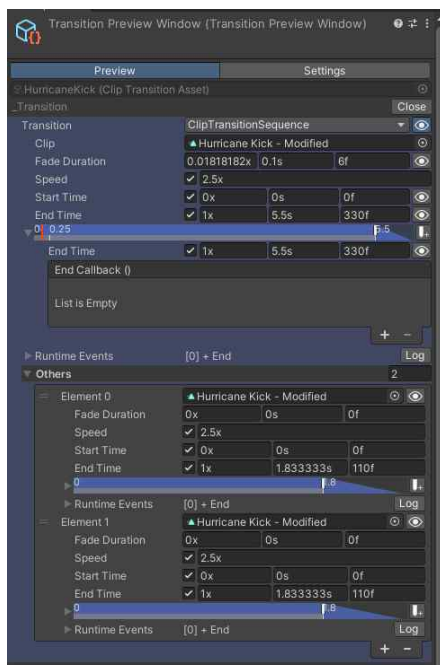 Transition Preview Window (Transition Preview Window)
Preview Settings
HurricaneKick (Clip Transition Asset)
_Transition Close
Transition ClipTransitionSequence
Clip Hurricane Kick - Modified
Fade Duration 0.01818182x 0.1s 6f
Speed 2.5x
Start Time 0x 0s 0f
End Time 1x 5.5s 330f
0 0.25 5.5
End Time 1x 5.5s 330f
End Callback ()
List is Empty
+ -
Runtime Events [0] + End Log
Others 2
Element 0 Hurricane Kick - Modified
Fade Duration 0x 0s 0f
Speed 2.5x
Start Time 0x 0s 0f
End Time 1x 1.833333s 110f
0 1.8
Runtime Events [0] + End Log
Element 1 Hurricane Kick - Modified
Fade Duration 0x 0s 0f
Speed 2.5x
Start Time 0x 0s 0f
End Time 1x 1.833333s 110f
0 1.8
Runtime Events [0] + End Log
+ -